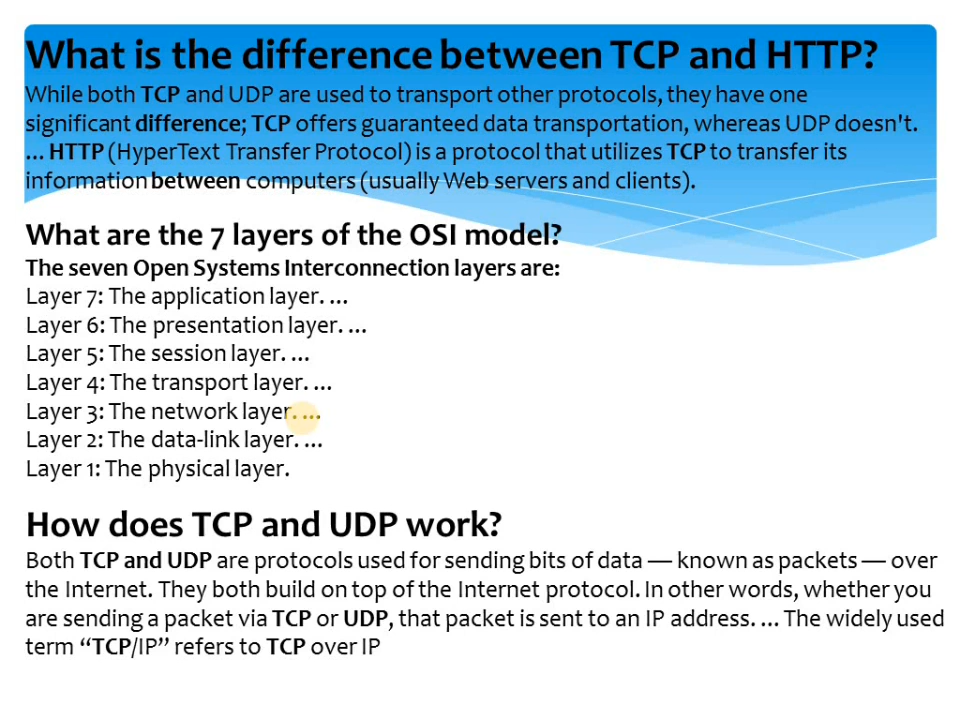 What is the difference between TCP and HTTP?
While both TCP and UDP are used to transport other protocols, they have one
significant difference; TCP offers guaranteed data transportation, whereas UDP doesn't.
... HTTP (HyperText Transfer Protocol) is a protocol that utilizes TCP to transfer its
information between computers (usually Web servers and clients).
What are the 7 layers of the OSI model?
The seven Open Systems Interconnection layers are:
Layer 7: The application layer. ...
Layer 6: The presentation layer. ...
Layer 5: The session layer. ...
Layer 4: The transport layer. ...
Layer 3: The network layer. ...
Layer 2: The data-link layer. ...
Layer 1: The physical layer.
How does TCP and UDP work?
Both TCP and UDP are protocols used for sending bits of data — known as packets — over
the Internet. They both build on top of the Internet protocol. In other words, whether you
are sending a packet via TCP or UDP, that packet is sent to an IP address. ... The widely used
term “TCP/IP” refers to TCP over IP